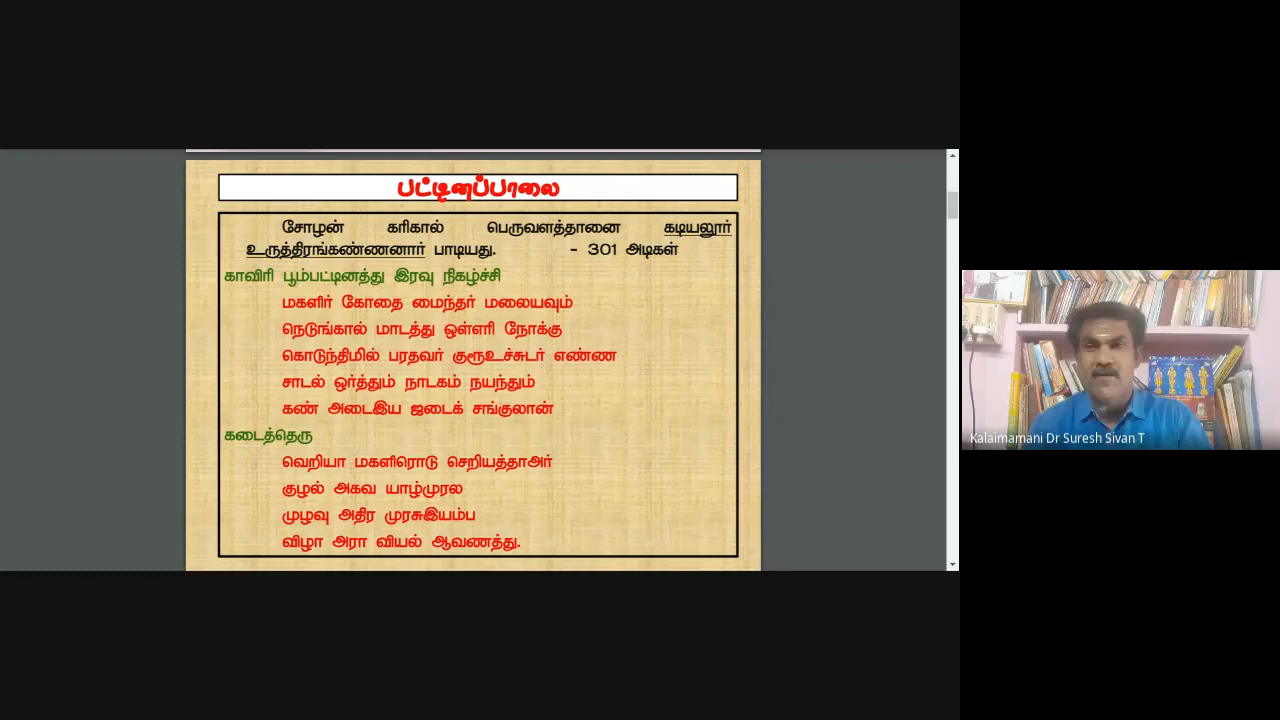 பட்டினப்பாலை
சோழன் கரிகால் பெருவளத்தானை கடியலூர்
உருத்திரங்கண்ணனார் பாடியது. - 301 அடிகள்
காவிரி பூம்பட்டினத்து இரவு நிகழ்ச்சி
மகளிர் கோதை மைந்தர் மலையவும்
நெடுங்கால் மாடத்து ஒள்ளரி நோக்கு
கொடுந்திமில் பரதவர் குரூஉச்சுடர் எண்ண
சாடல் ஓர்த்தும் நாடகம் நயந்தும்
கண் அடைஇய ஜடைக் சங்குலான்
கடைத்தெரு
வெறியா மகளிரொடு செறியத்தாஅர்
குழல் அகவ யாழ்முரல
முழவு அதிர முரசுஇயம்ப
விழா அரா வியல் ஆவணத்து.
Kalaimamani Dr Suresh Sivan T